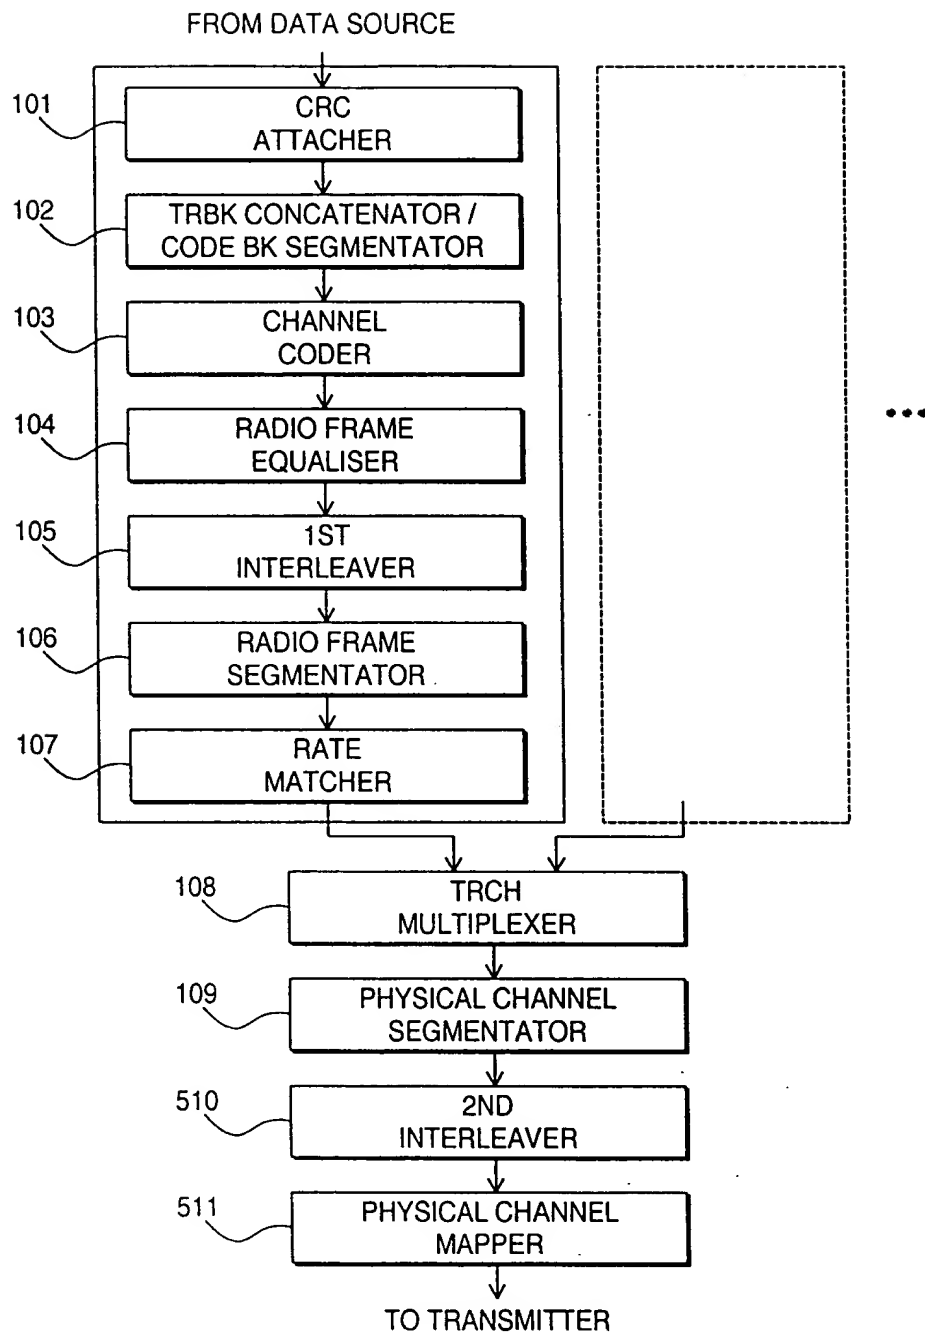 FROM DATA SOURCE
101
CRC
ATTACHER
102
TRBK CONCATENATOR /
CODE BK SEGMENTATOR
103
CHANNEL
CODER
104
RADIO FRAME
EQUALISER
105
1ST
INTERLEAVER
106
RADIO FRAME
SEGMENTATOR
107
RATE
MATCHER
108
TRCH
MULTIPLEXER
109
PHYSICAL CHANNEL
SEGMENTATOR
510
2ND
INTERLEAVER
511
PHYSICAL CHANNEL
MAPPER
TO TRANSMITTER